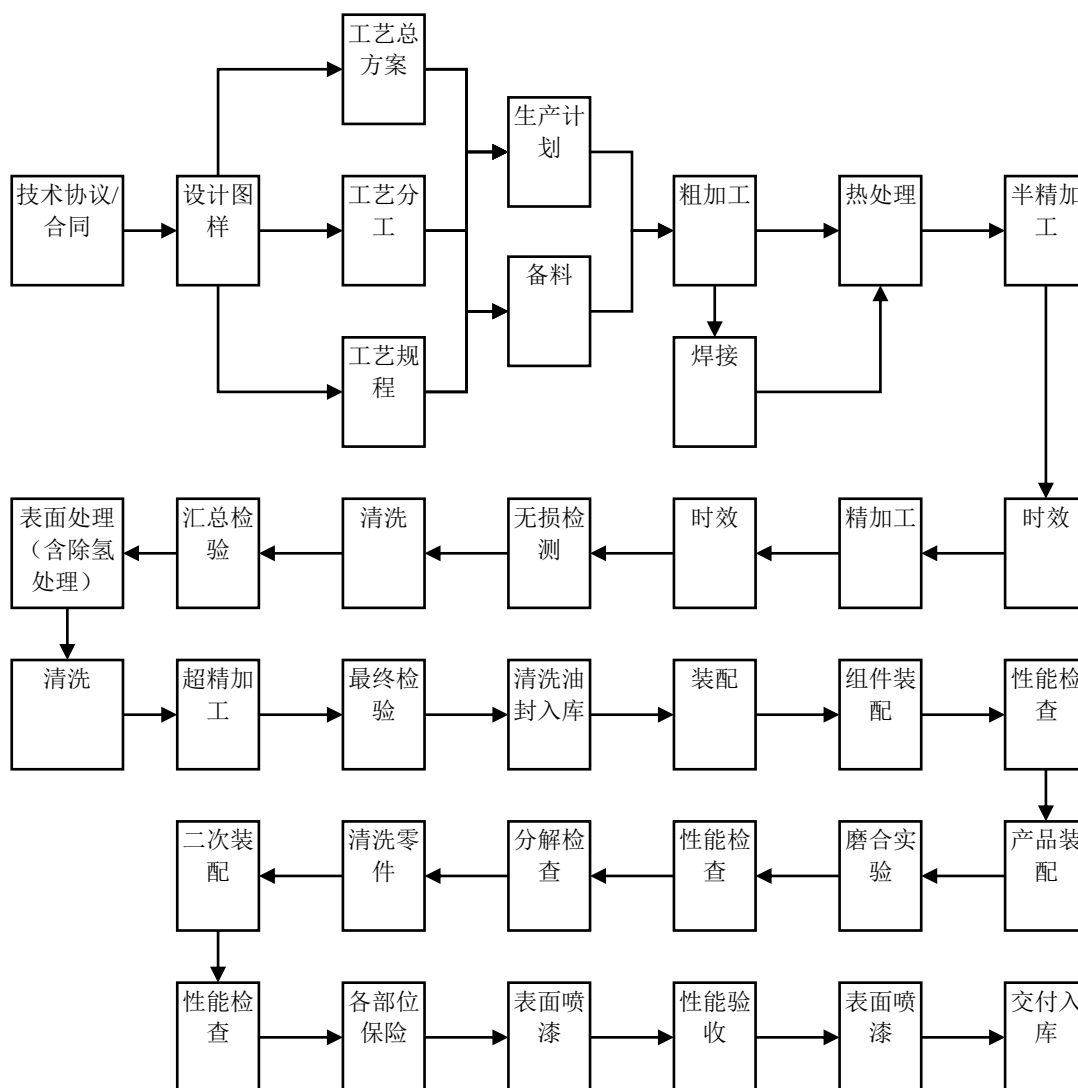 工艺总
方案
生产计
划
技术协议/
合同
设计图
样
工艺分
工
粗加工
热处理
半精加
工
备料
工艺规
程
焊接
表面处理
（含除氢
处理）
汇总检
验
清洗
无损检
测
时效
精加工
时效
清洗
超精加
工
最终检
验
清洗油
封入库
装配
组件装
配
性能检
查
二次装
配
清洗零
件
分解检
查
性能检
查
磨合实
验
产品装
配
性能检
查
各部位
保险
表面喷
漆
性能验
收
表面喷
漆
交付入
库